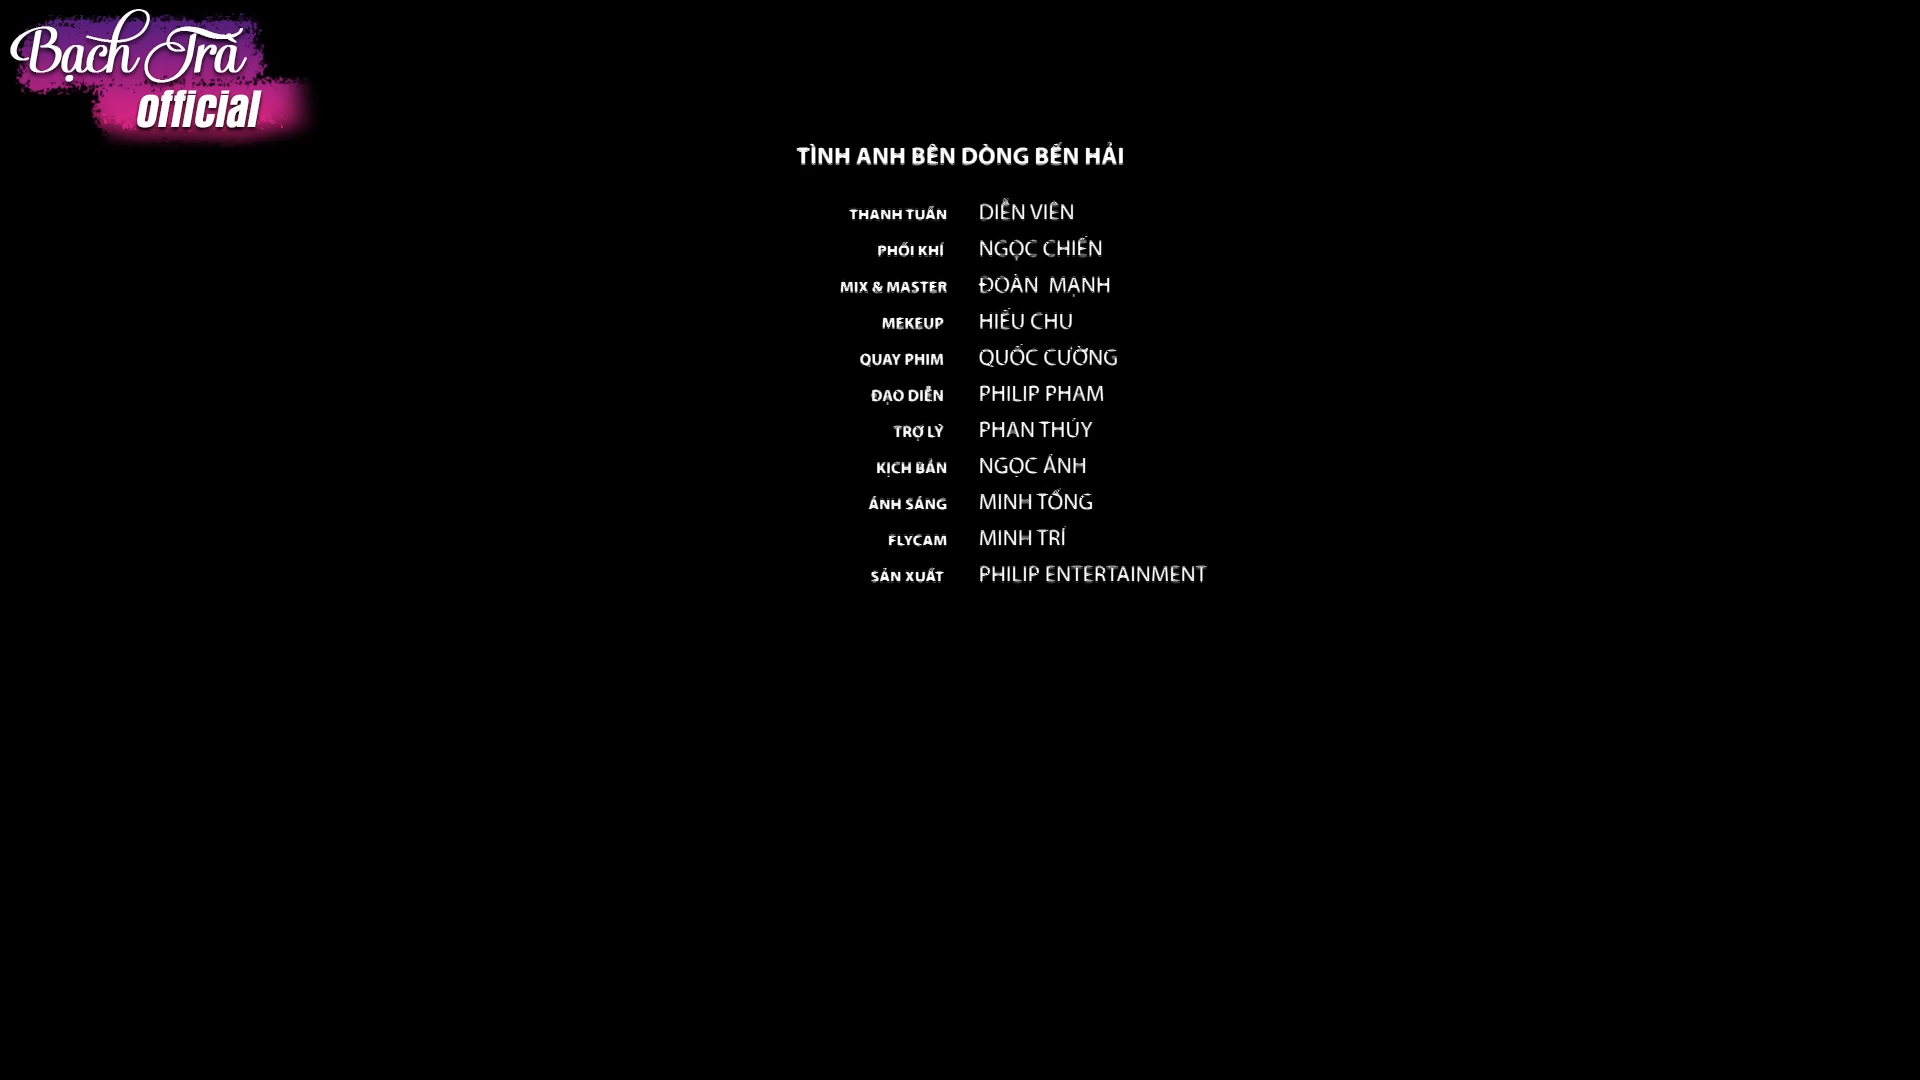 Bạch Trà
official
TÌNH ANH BÊN DÒNG BẾN HẢI
THANH TUẤN DIỄN VIÊN
PHỐI KHÍ NGỌC CHIẾN
MIX & MASTER ĐOÀN MẠNH
MEKEUP HIẾU CHU
QUAY PHIM QUỐC CƯỜNG
ĐẠO DIỄN PHILIP PHAM
TRỢ LÝ PHAN THÚY
KỊCH BẢN NGỌC ÁNH
ÁNH SÁNG MINH TỐNG
FLYCAM MINH TRÍ
SẢN XUẤT PHILIP ENTERTAINMENT